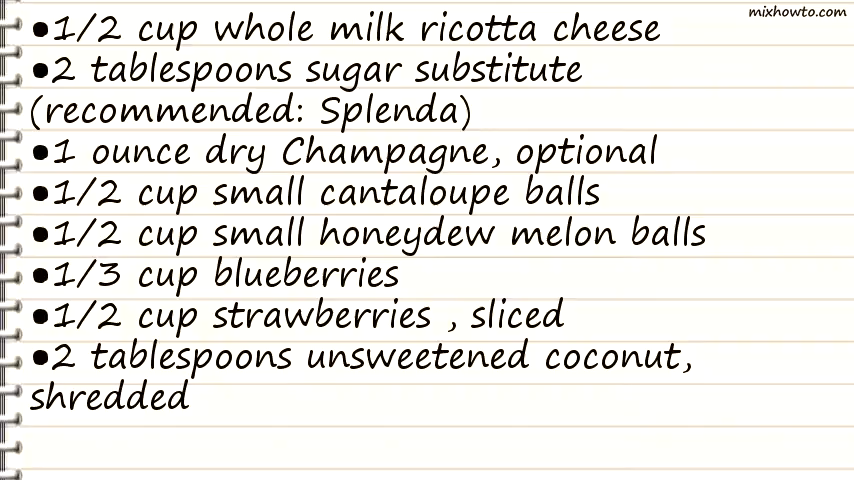 mixhowto.com
•1/2 cup whole milk ricotta cheese
•2 tablespoons sugar substitute
(recommended: Splenda)
•1 ounce dry Champagne, optional
•1/2 cup small cantaloupe balls
•1/2 cup small honeydew melon balls
•1/3 cup blueberries
•1/2 cup strawberries , sliced
•2 tablespoons unsweetened coconut,
shredded